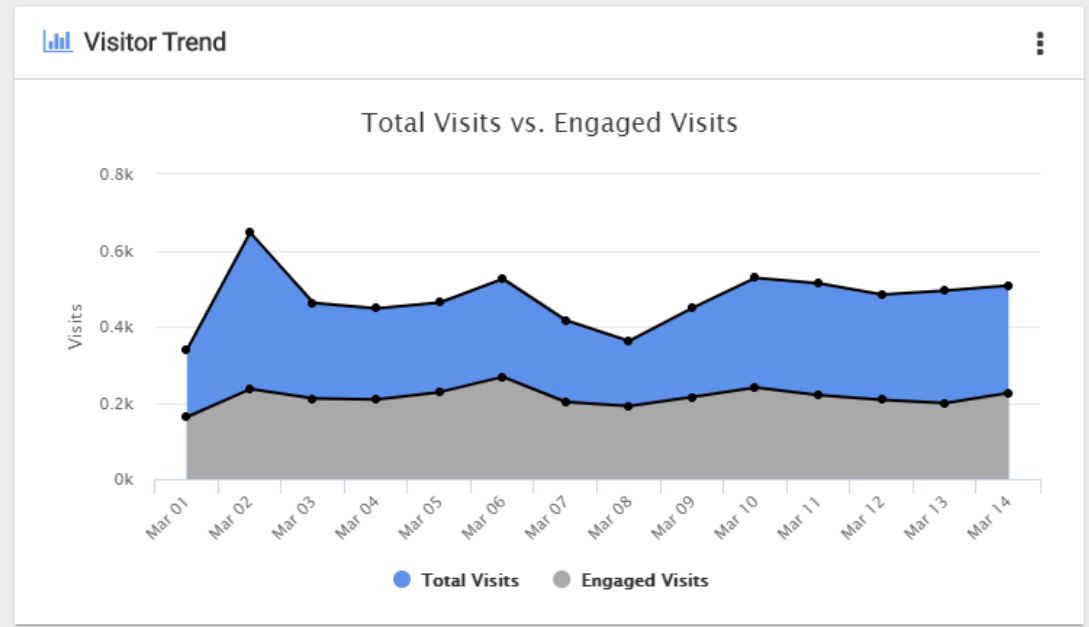 Visitor Trend
Total Visits vs. Engaged Visits
0.8k
0.6k
0.4k
0.2k
0k
Visits
Mar 01
Mar 02
Mar 03
Mar 04
Mar 05
Mar 06
Mar 07
Mar 08
Mar 09
Mar 10
Mar 11
Mar 12
Mar 13
Mar 14
Total Visits
Engaged Visits